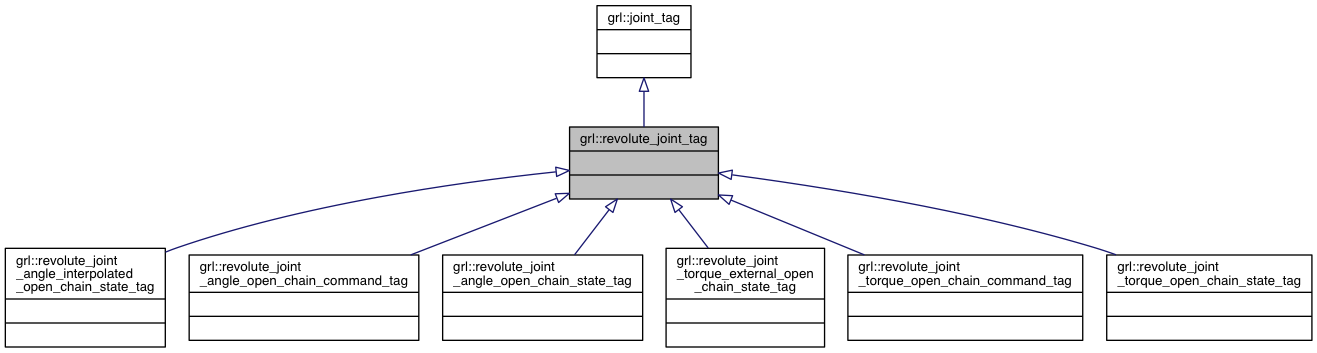 grl::joint_tag
grl::revolute_joint_tag
grl::revolute_joint
_angle_interpolated
_open_chain_state_tag
grl::revolute_joint
_angle_open_chain_command_tag
grl::revolute_joint
_angle_open_chain_state_tag
grl::revolute_joint
_torque_external_open
_chain_state_tag
grl::revolute_joint
_torque_open_chain_command_tag
grl::revolute_joint
_torque_open_chain_state_tag